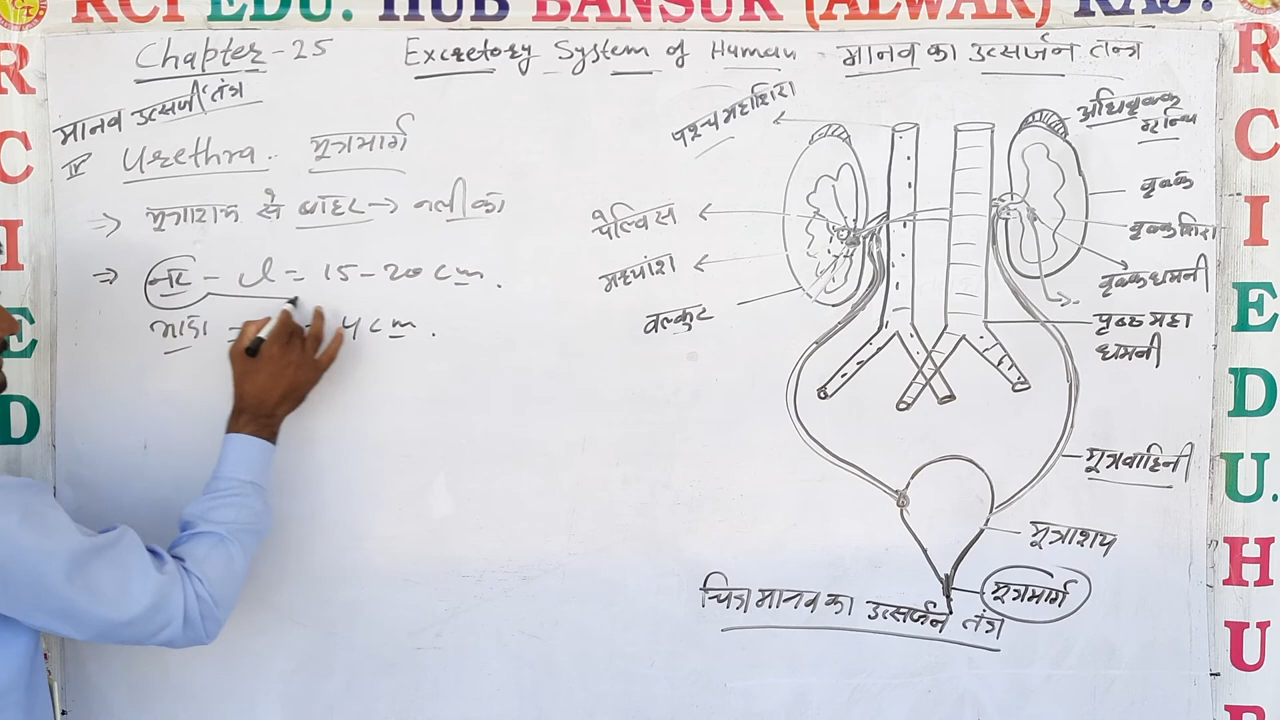 RCI EDU. HUB BANSUR (ALWAR) RAJ.
Chapter-25 Excretory System of Human - मानव का उत्सर्जन तन्त्र
मानव उत्सर्जी तंत्र
IV Urethra.. मूत्रमार्ग
⇒ मूत्राशय से बाहर → नलीका
⇒ नर - l = 15-20 cm.
मादा = 4 cm.
पश्च महाशिरा
पेल्विस
मध्यांश
वल्कुट
अधिवृक्क
ग्रन्थि
वृक्क
वृक्क शिरा
वृक्क धमनी
पृष्ठ महा
धमनी
मूत्रवाहिनी
मूत्राशय
मूत्रमार्ग
चित्र मानव का उत्सर्जन तंत्र
R
C
I
E
D
R
C
I
E
D
U.
H
U